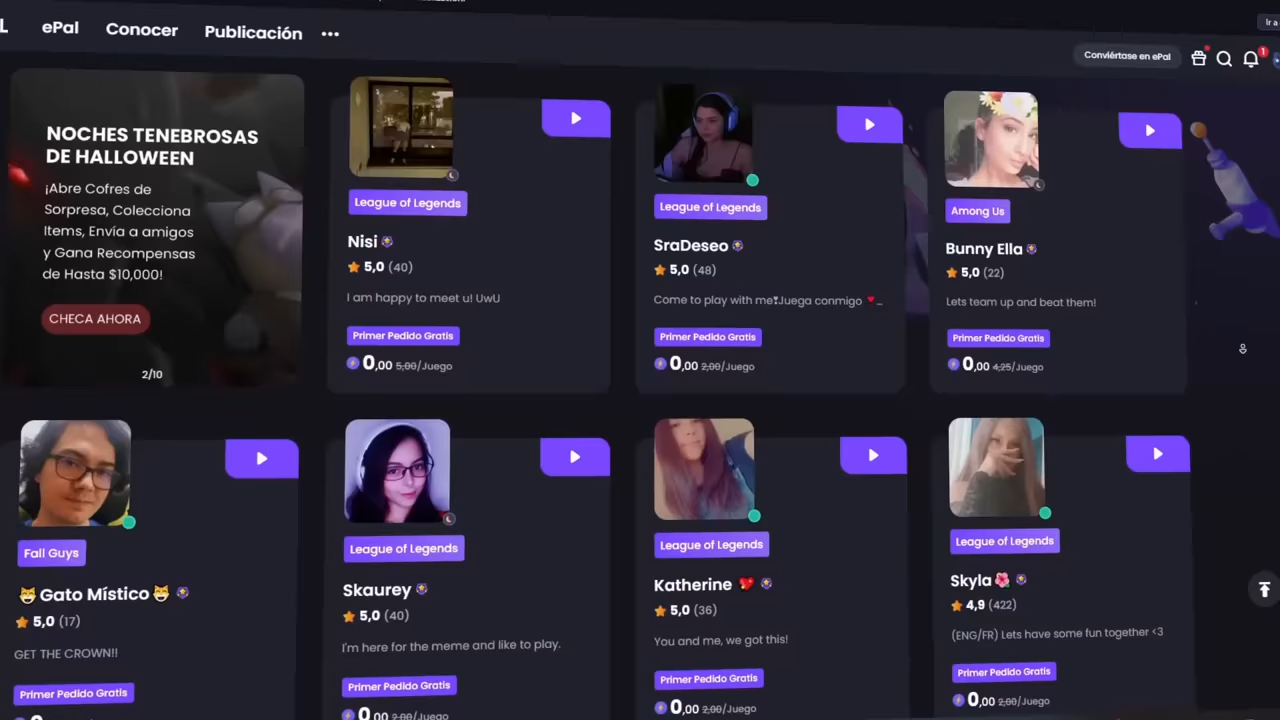 L
ePal
Conocer
Publicación
•••
Ir a
Conviértase en ePal
1
NOCHES TENEBROSAS
DE HALLOWEEN
¡Abre Cofres de
Sorpresa, Colecciona
Items, Envía a amigos
y Gana Recompensas
de Hasta $10,000!
CHECA AHORA
2/10
League of Legends
Nisi
5,0 (40)
I am happy to meet u! UwU
Primer Pedido Gratis
0,00 5,00/Juego
League of Legends
SraDeseo
5,0 (48)
Come to play with me❣Juega conmigo ♥...
Primer Pedido Gratis
0,00 2,00/Juego
Among Us
Bunny Ella
5,0 (22)
Lets team up and beat them!
Primer Pedido Gratis
0,00 4,25/Juego
Fall Guys
😸Gato Místico😸
5,0 (17)
GET THE CROWN!!
Primer Pedido Gratis
League of Legends
Skaurey
5,0 (40)
I'm here for the meme and like to play.
Primer Pedido Gratis
0,00 2,00/Juego
League of Legends
Katherine 💖
5,0 (36)
You and me, we got this!
Primer Pedido Gratis
0,00 2,00/Juego
League of Legends
Skyla🌺
4,9 (422)
(ENG/FR) Lets have some fun together <3
Primer Pedido Gratis
0,00 2,00/Juego